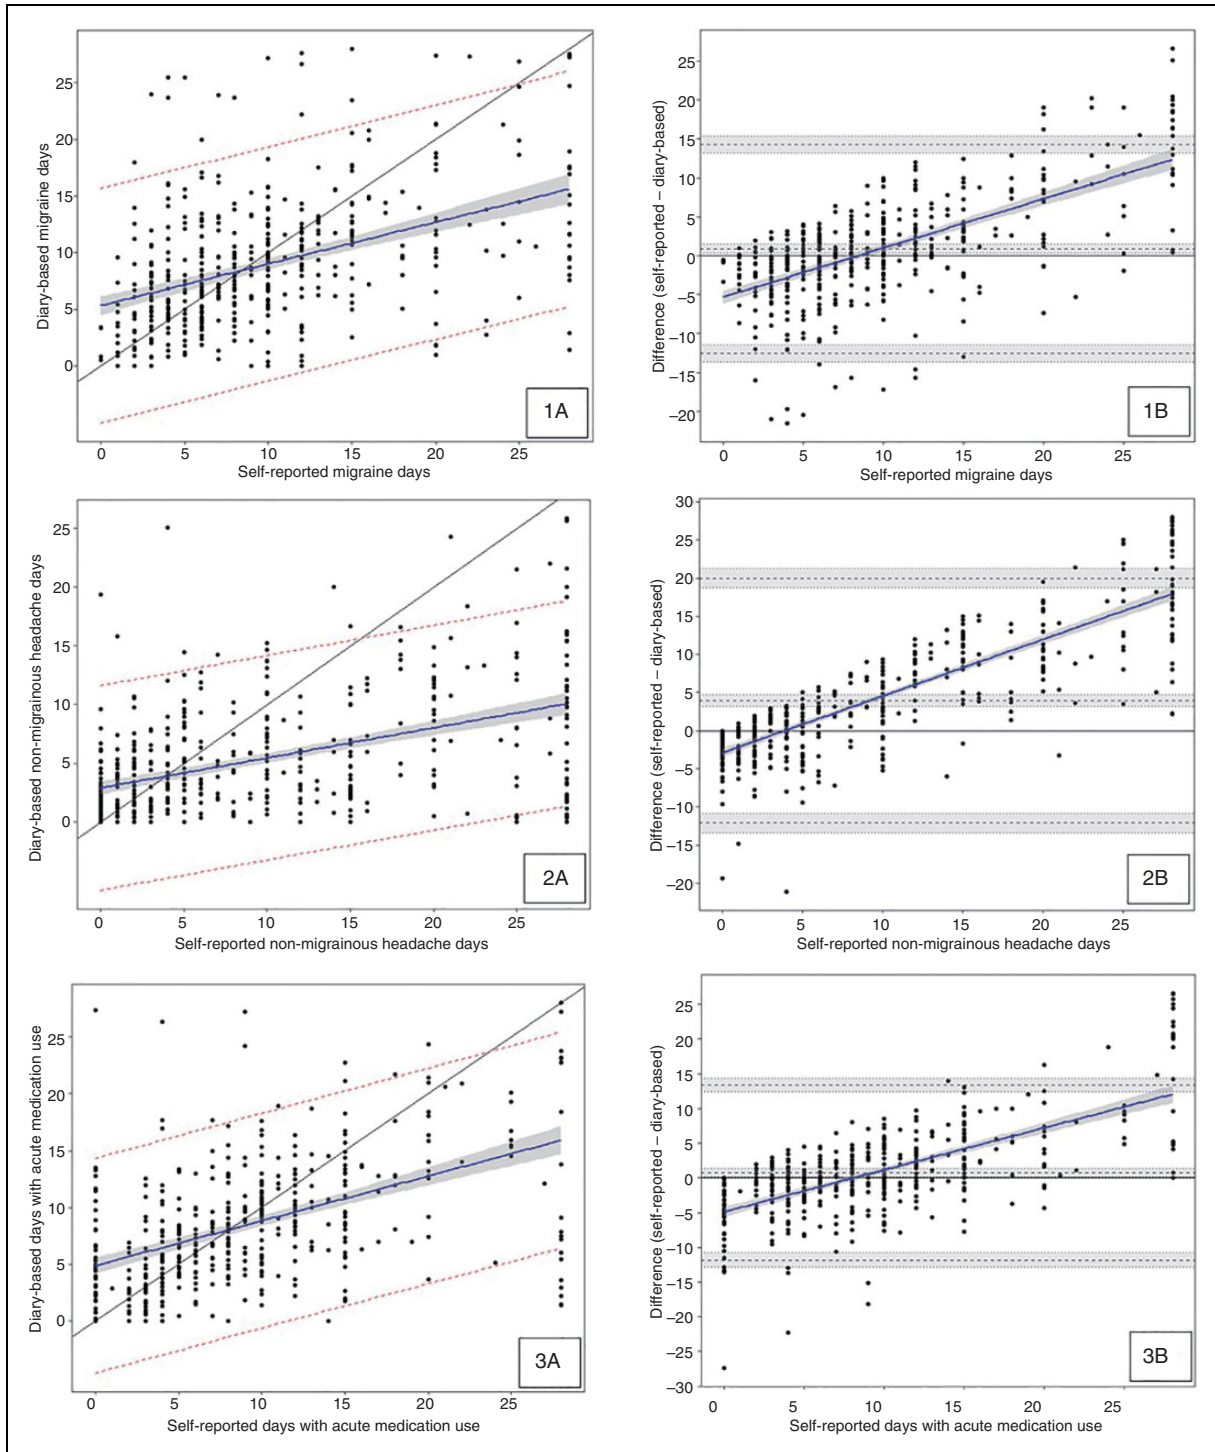 Diary-based migraine days
25
20
15
10
5
0
1A
0 5 10 15 20 25
Self-reported migraine days
Difference (self-reported – diary-based)
25
20
15
10
5
0
–5
–10
–15
–20
1B
0 5 10 15 20 25
Self-reported migraine days
Diary-based non-migrainous headache days
25
20
15
10
5
0
2A
0 5 10 15 20 25
Self-reported non-migrainous headache days
Difference (self-reported – diary-based)
30
25
20
15
10
5
0
–5
–10
–15
–20
2B
0 5 10 15 20 25
Self-reported non-migrainous headache days
Diary-based days with acute medication use
25
20
15
10
5
0
3A
0 5 10 15 20 25
Self-reported days with acute medication use
Difference (self-reported – diary-based)
25
20
15
10
5
0
–5
–10
–15
–20
–25
–30
3B
0 5 10 15 20 25
Self-reported days with acute medication use